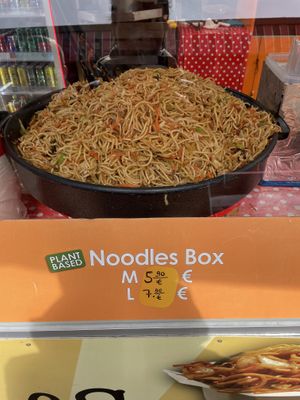 PLANT
BASED
Noodles Box
M 5,90 € €
L 7,90 € €